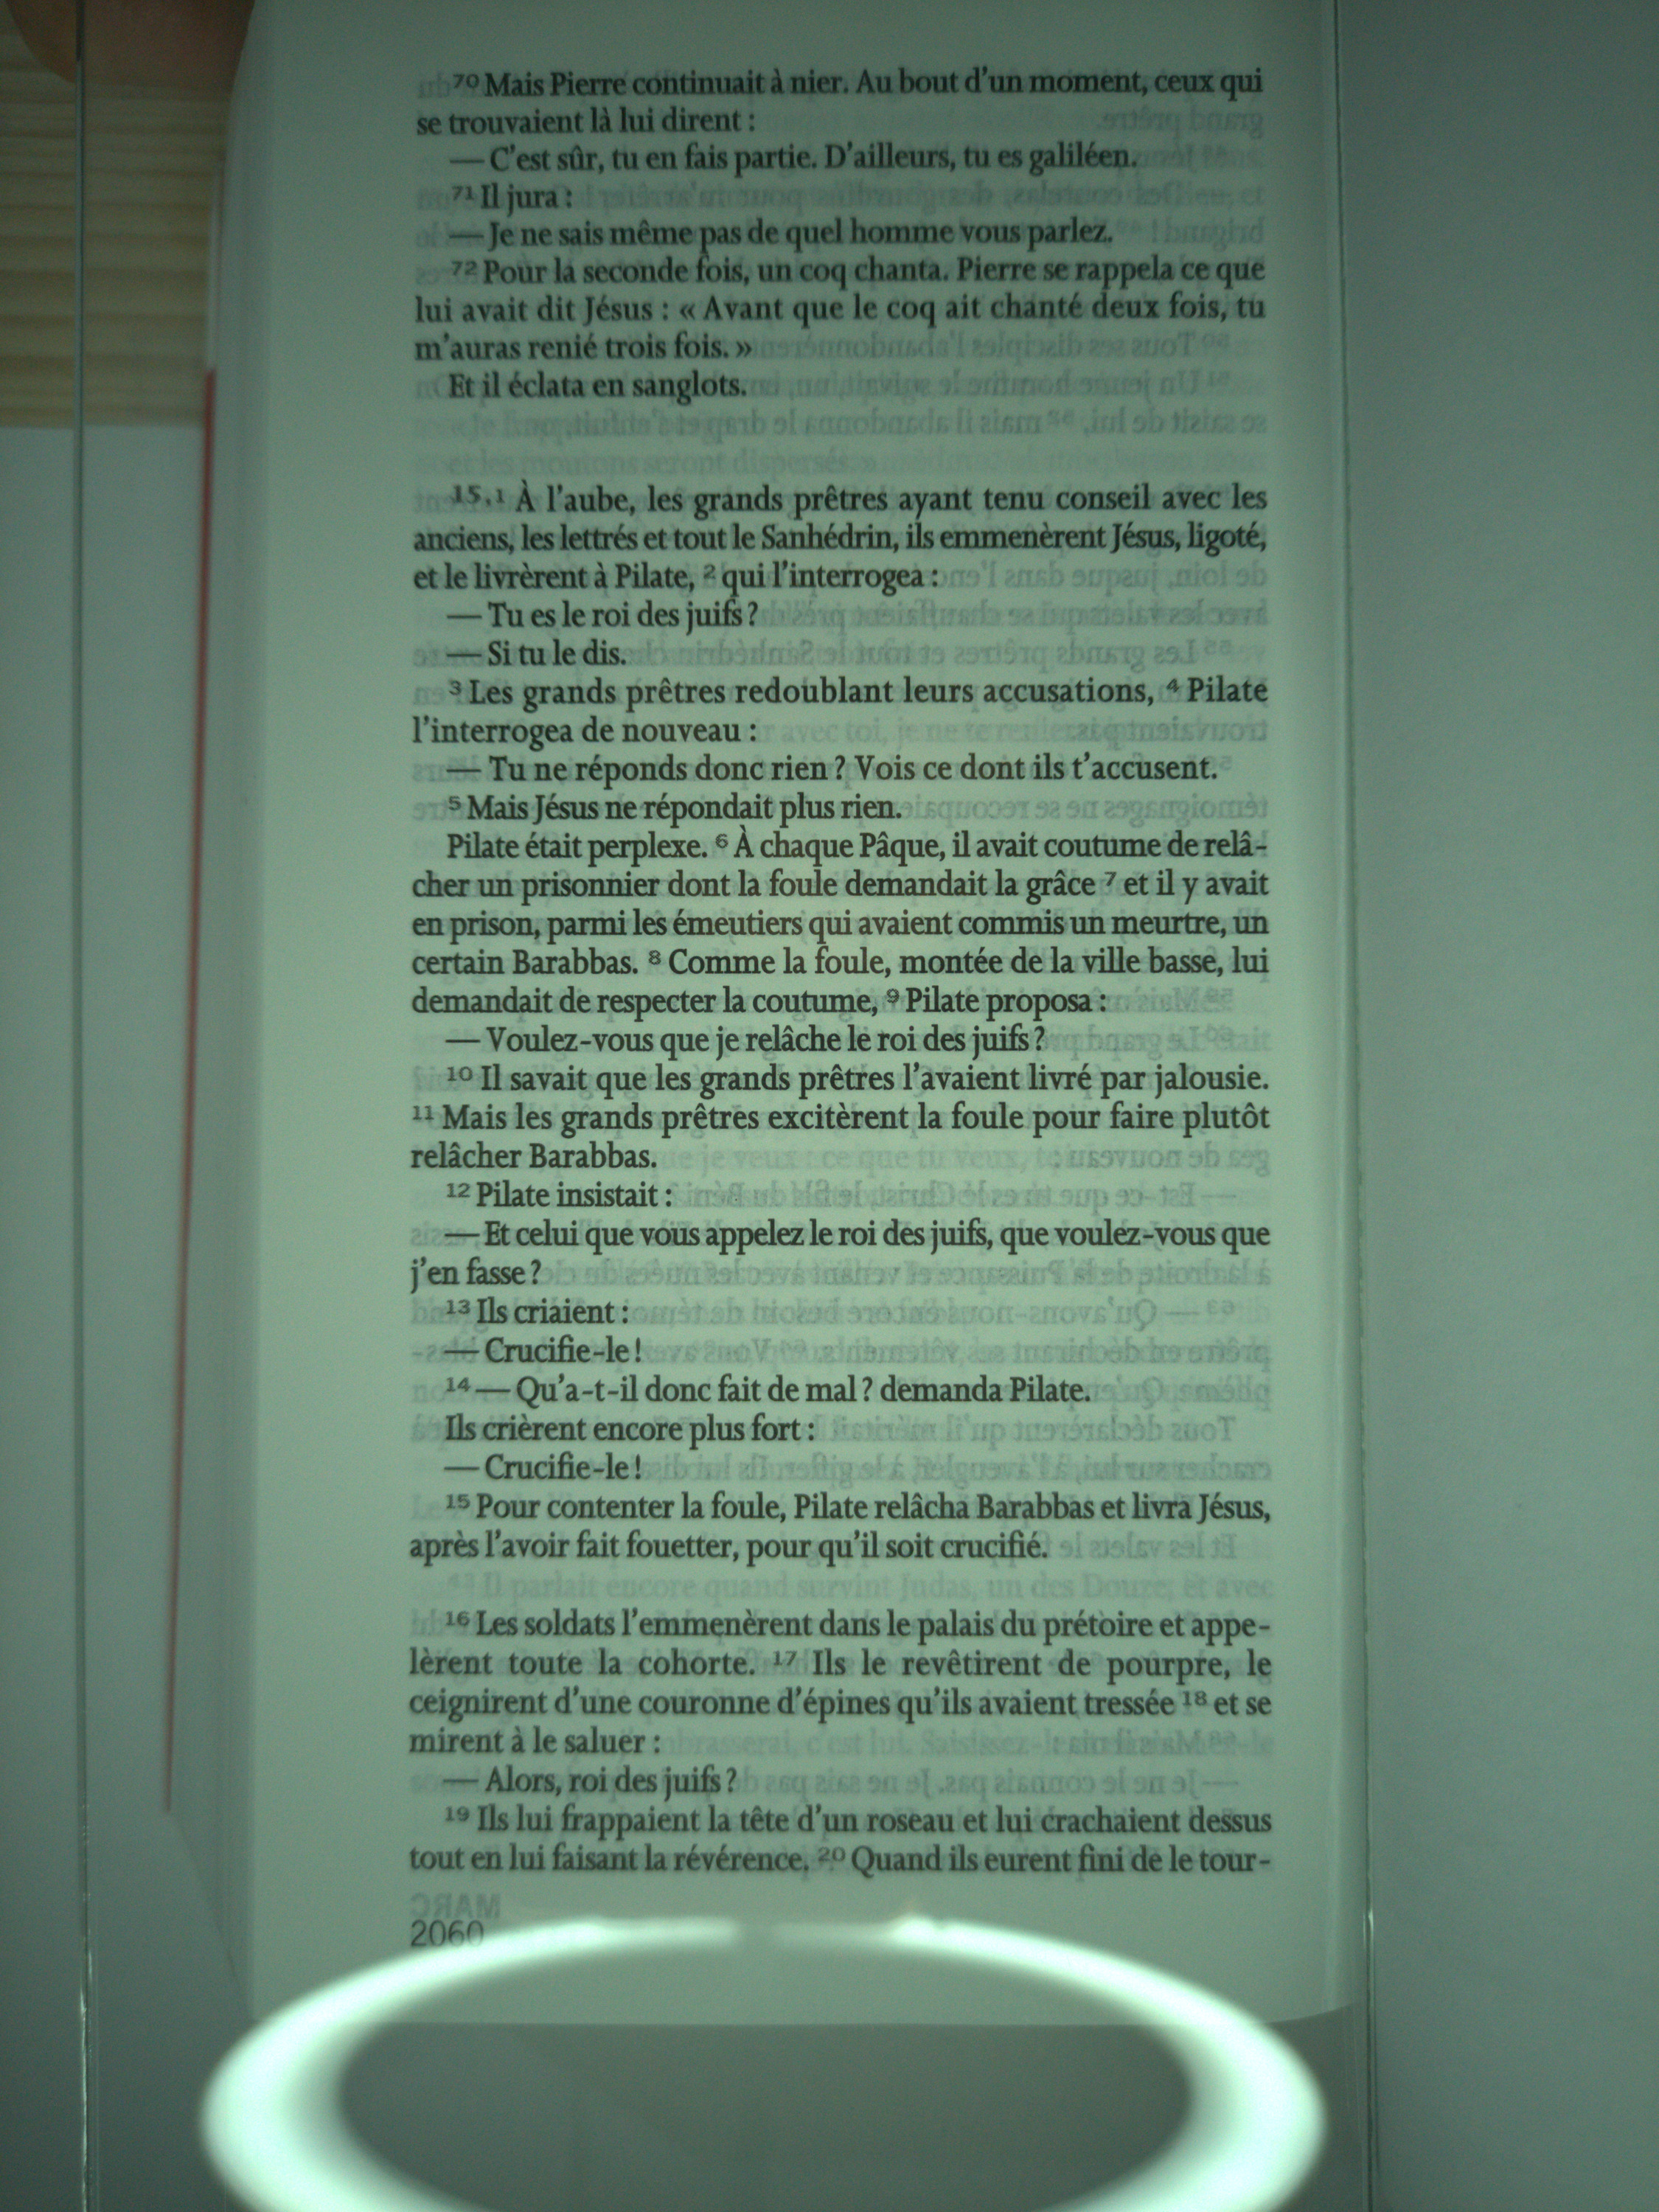 70 Mais Pierre continuait à nier. Au bout d'un moment, ceux qui
se trouvaient là lui dirent :
— C'est sûr, tu en fais partie. D'ailleurs, tu es galiléen.
71 Il jura :
— Je ne sais même pas de quel homme vous parlez.
72 Pour la seconde fois, un coq chanta. Pierre se rappela ce que
lui avait dit Jésus : « Avant que le coq ait chanté deux fois, tu
m'auras renié trois fois. »
Et il éclata en sanglots.
15.1 À l'aube, les grands prêtres ayant tenu conseil avec les
anciens, les lettrés et tout le Sanhédrin, ils emmenèrent Jésus, ligoté,
et le livrèrent à Pilate, 2 qui l'interrogea :
— Tu es le roi des juifs ?
— Si tu le dis.
3 Les grands prêtres redoublant leurs accusations, 4 Pilate
l'interrogea de nouveau :
— Tu ne réponds donc rien ? Vois ce dont ils t'accusent.
5 Mais Jésus ne répondait plus rien.
Pilate était perplexe. 6 À chaque Pâque, il avait coutume de relâ-
cher un prisonnier dont la foule demandait la grâce 7 et il y avait
en prison, parmi les émeutiers qui avaient commis un meurtre, un
certain Barabbas. 8 Comme la foule, montée de la ville basse, lui
demandait de respecter la coutume, 9 Pilate proposa :
— Voulez-vous que je relâche le roi des juifs ?
10 Il savait que les grands prêtres l'avaient livré par jalousie.
11 Mais les grands prêtres excitèrent la foule pour faire plutôt
relâcher Barabbas.
12 Pilate insistait :
— Et celui que vous appelez le roi des juifs, que voulez-vous que
j'en fasse ?
13 Ils criaient :
— Crucifie-le !
14 — Qu'a-t-il donc fait de mal ? demanda Pilate.
Ils crièrent encore plus fort :
— Crucifie-le !
15 Pour contenter la foule, Pilate relâcha Barabbas et livra Jésus,
après l'avoir fait fouetter, pour qu'il soit crucifié.
16 Les soldats l'emmenèrent dans le palais du prétoire et appe-
lèrent toute la cohorte. 17 Ils le revêtirent de pourpre, le
ceignirent d'une couronne d'épines qu'ils avaient tressée 18 et se
mirent à le saluer :
— Alors, roi des juifs ?
19 Ils lui frappaient la tête d'un roseau et lui crachaient dessus
tout en lui faisant la révérence. 20 Quand ils eurent fini de le tour-
2060